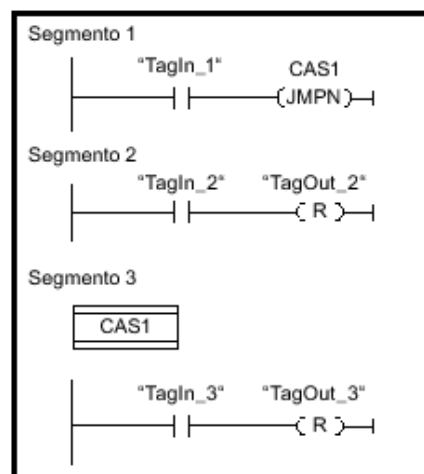 Segmento 1
"TagIn_1" CAS1
(JMPN)
Segmento 2
"TagIn_2" "TagOut_2"
( R )
Segmento 3
CAS1
"TagIn_3" "TagOut_3"
( R )